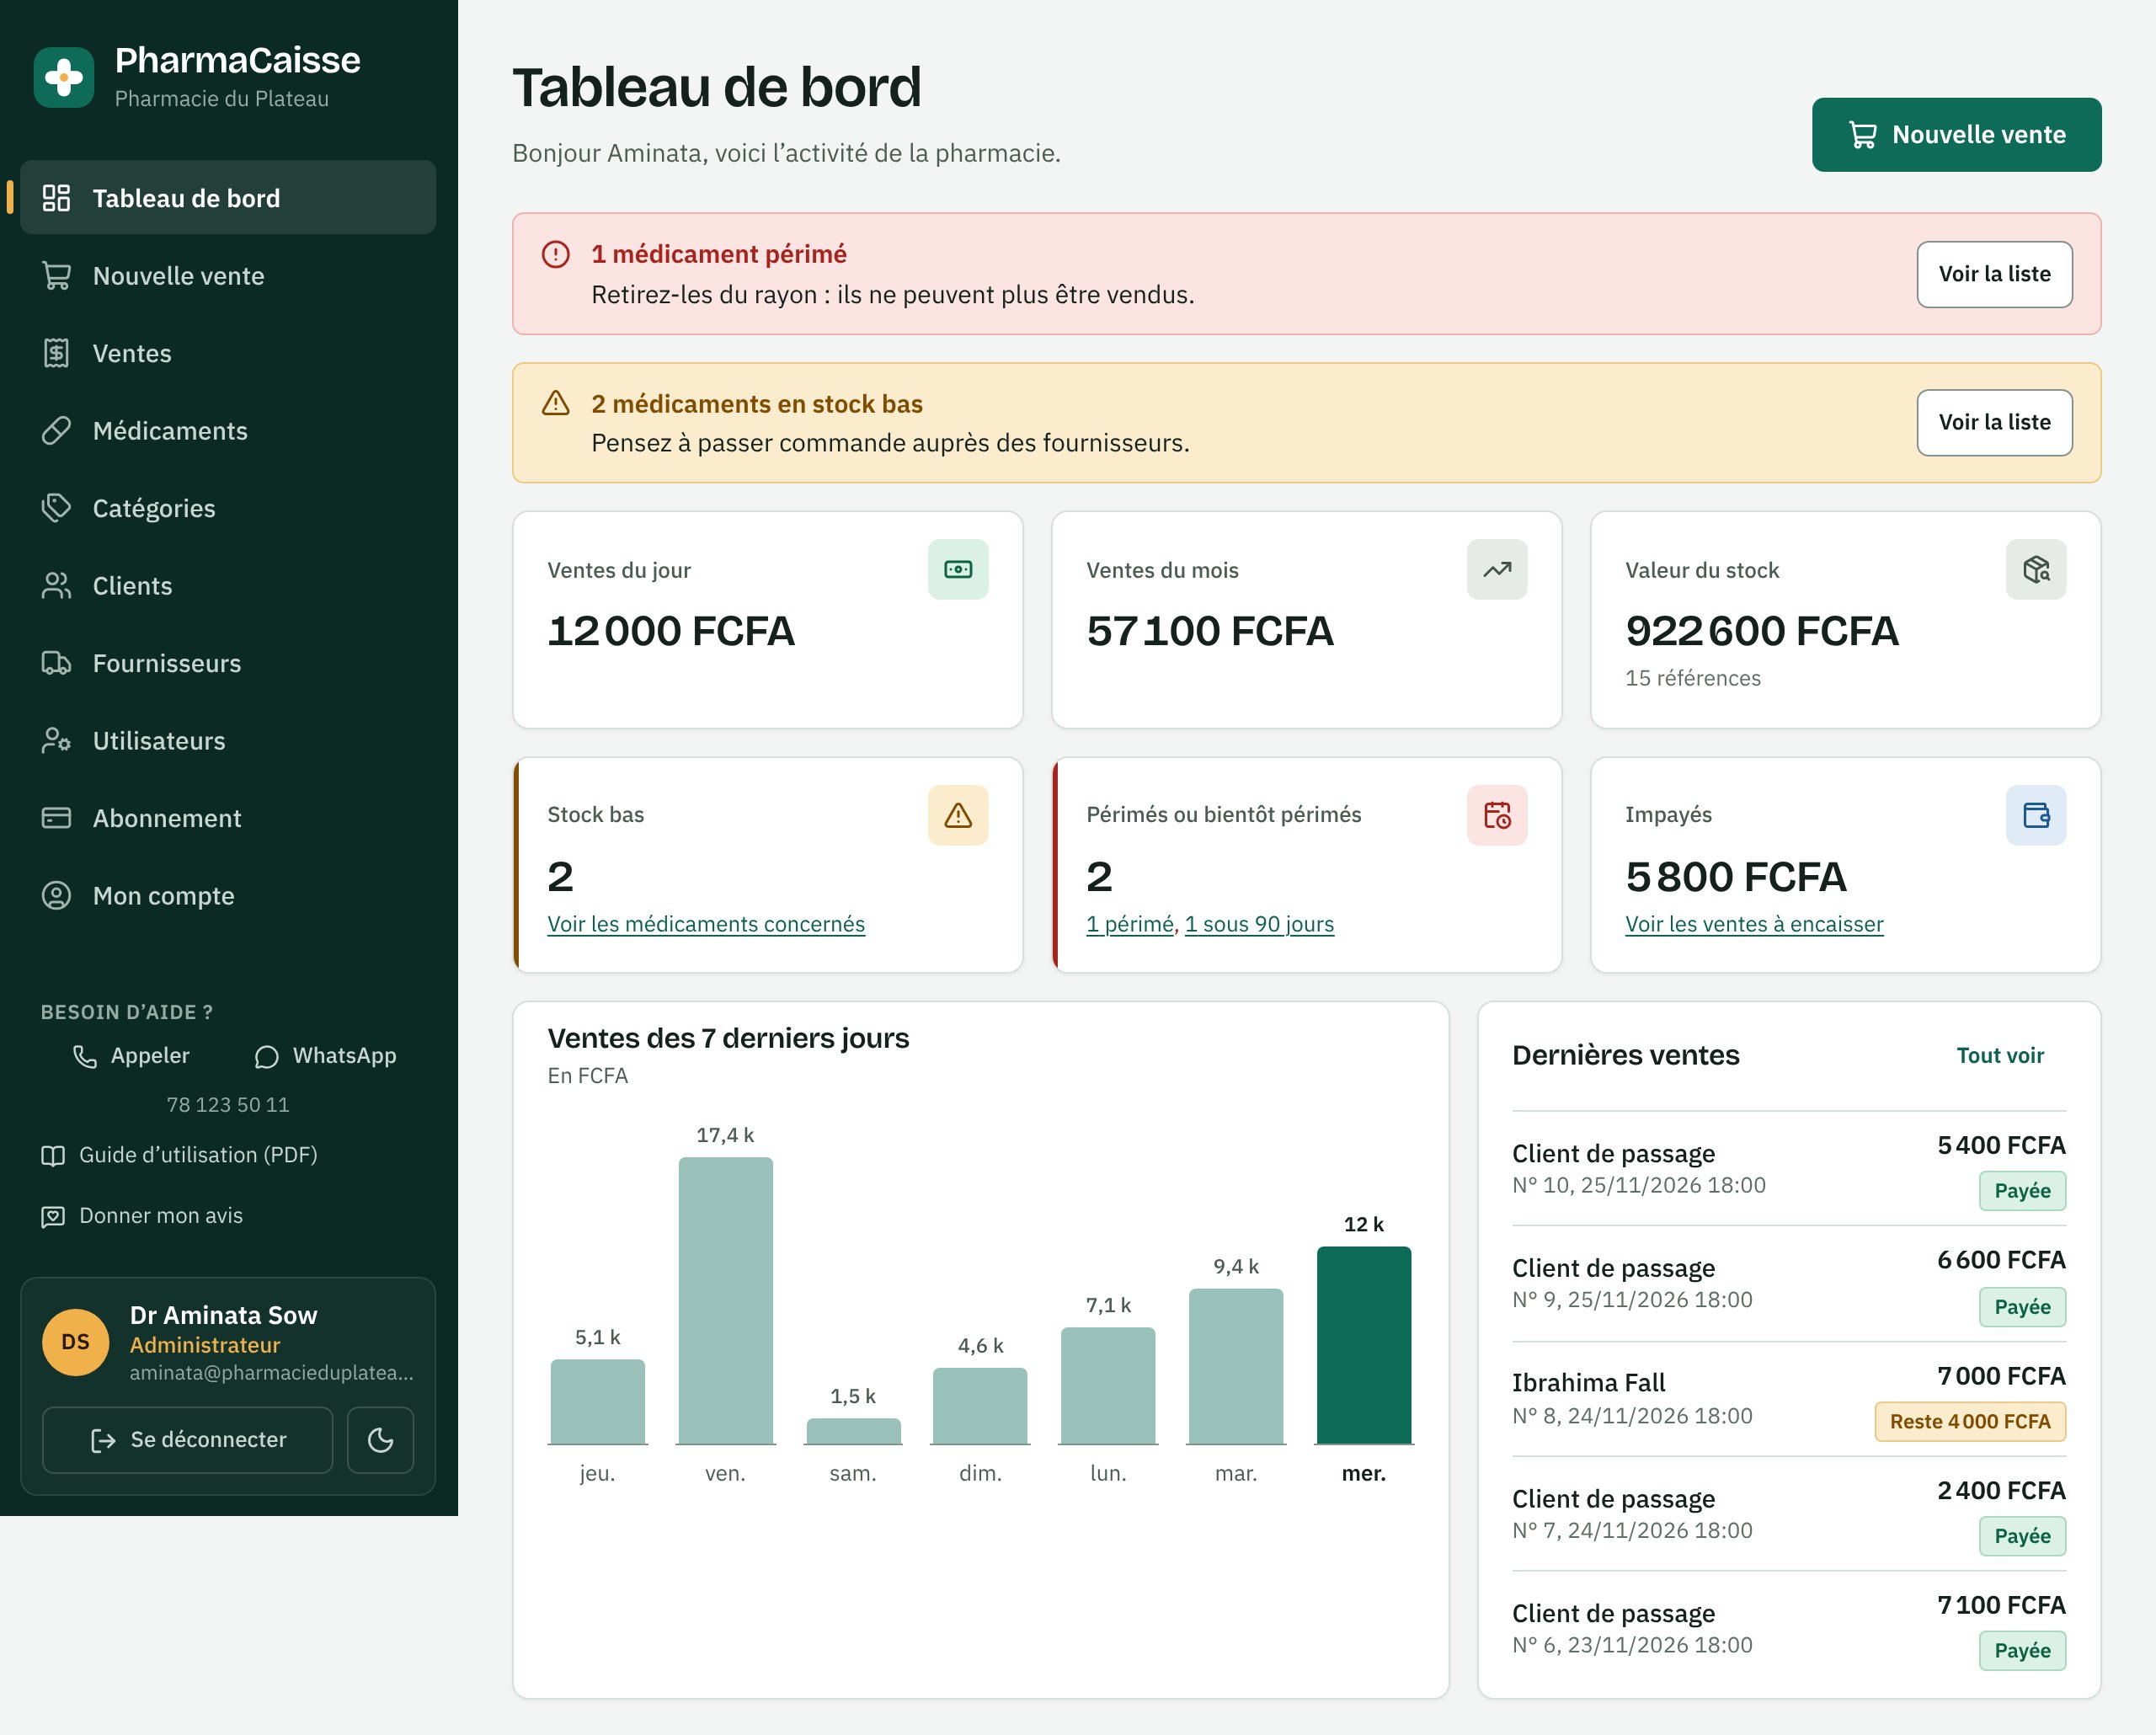 PharmaCaisse
Pharmacie du Plateau
Tableau de bord
Nouvelle vente
Ventes
Médicaments
Catégories
Clients
Fournisseurs
Utilisateurs
Abonnement
Mon compte
BESOIN D’AIDE ?
Appeler
WhatsApp
78 123 50 11
Guide d’utilisation (PDF)
Donner mon avis
DS
Dr Aminata Sow
Administrateur
aminata@pharmacieduplatea...
Se déconnecter
Tableau de bord
Bonjour Aminata, voici l’activité de la pharmacie.
Nouvelle vente
1 médicament périmé
Retirez-les du rayon : ils ne peuvent plus être vendus.
Voir la liste
2 médicaments en stock bas
Pensez à passer commande auprès des fournisseurs.
Voir la liste
Ventes du jour
12 000 FCFA
Ventes du mois
57 100 FCFA
Valeur du stock
922 600 FCFA
15 références
Stock bas
2
Voir les médicaments concernés
Périmés ou bientôt périmés
2
1 périmé, 1 sous 90 jours
Impayés
5 800 FCFA
Voir les ventes à encaisser
Ventes des 7 derniers jours
En FCFA
5,1 k
17,4 k
1,5 k
4,6 k
7,1 k
9,4 k
12 k
jeu.
ven.
sam.
dim.
lun.
mar.
mer.
Dernières ventes
Tout voir
Client de passage
5 400 FCFA
N° 10, 25/11/2026 18:00
Payée
Client de passage
6 600 FCFA
N° 9, 25/11/2026 18:00
Payée
Ibrahima Fall
7 000 FCFA
N° 8, 24/11/2026 18:00
Reste 4 000 FCFA
Client de passage
2 400 FCFA
N° 7, 24/11/2026 18:00
Payée
Client de passage
7 100 FCFA
N° 6, 23/11/2026 18:00
Payée